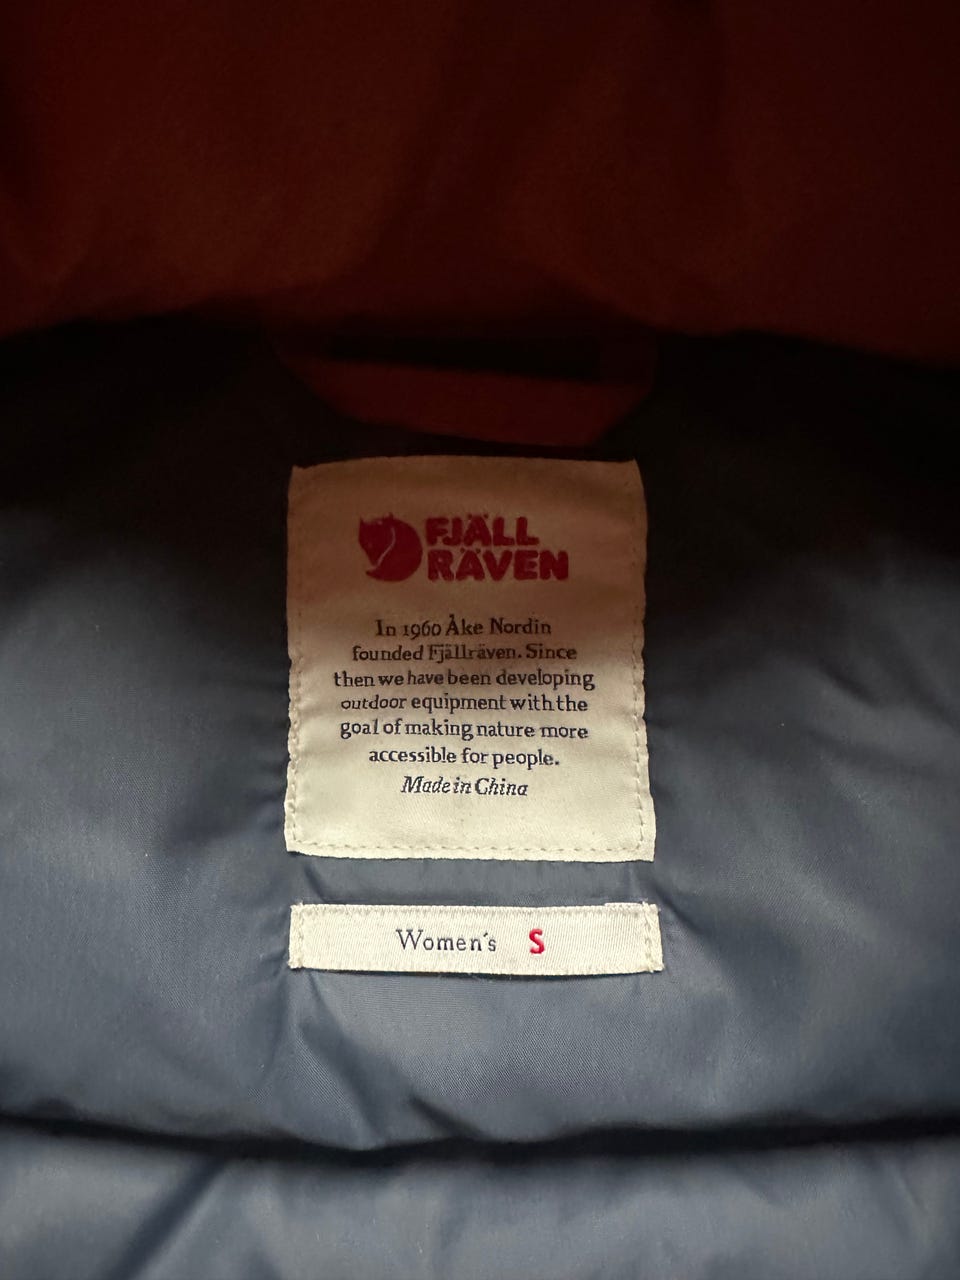 FJÄLL
RÄVEN
In 1960 Åke Nordin
founded Fjällräven. Since
then we have been developing
outdoor equipment with the
goal of making nature more
accessible for people.
Made in China
Women's S